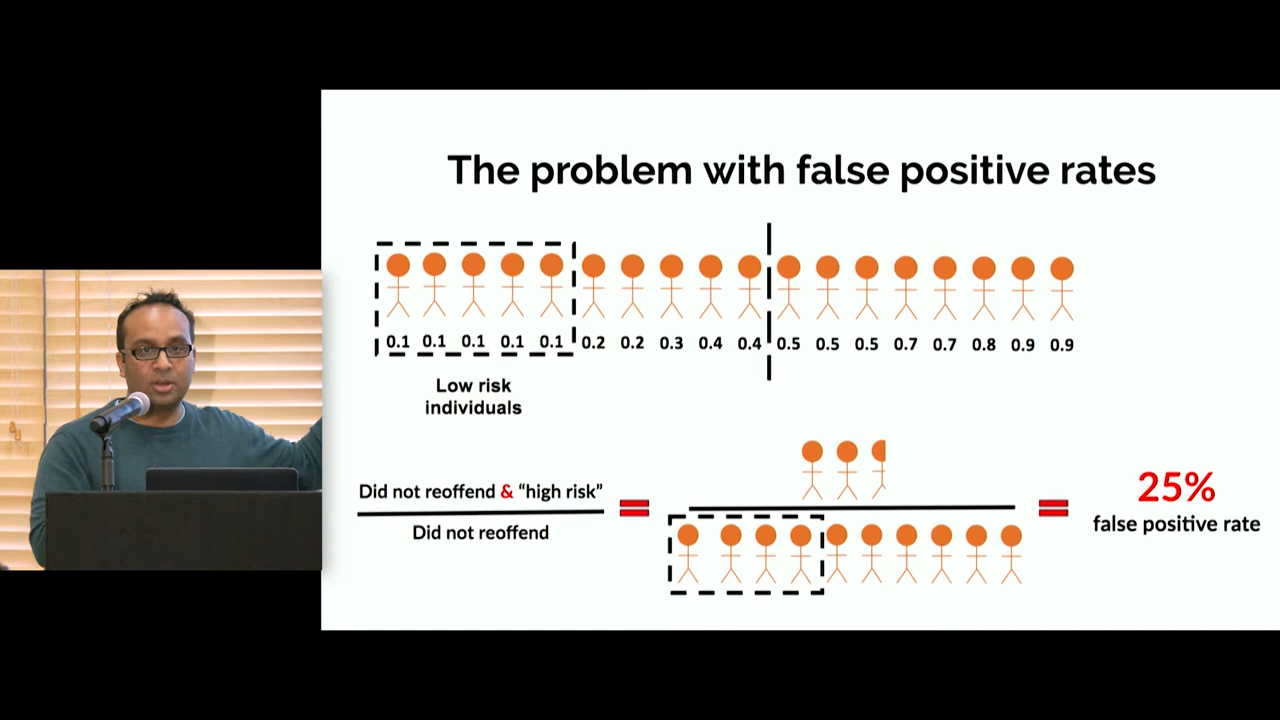 The problem with false positive rates
0.1 0.1 0.1 0.1 0.1 0.2 0.2 0.3 0.4 0.4 0.5 0.5 0.5 0.7 0.7 0.8 0.9 0.9
Low risk
individuals
Did not reoffend & “high risk”
Did not reoffend
=
=
25%
false positive rate